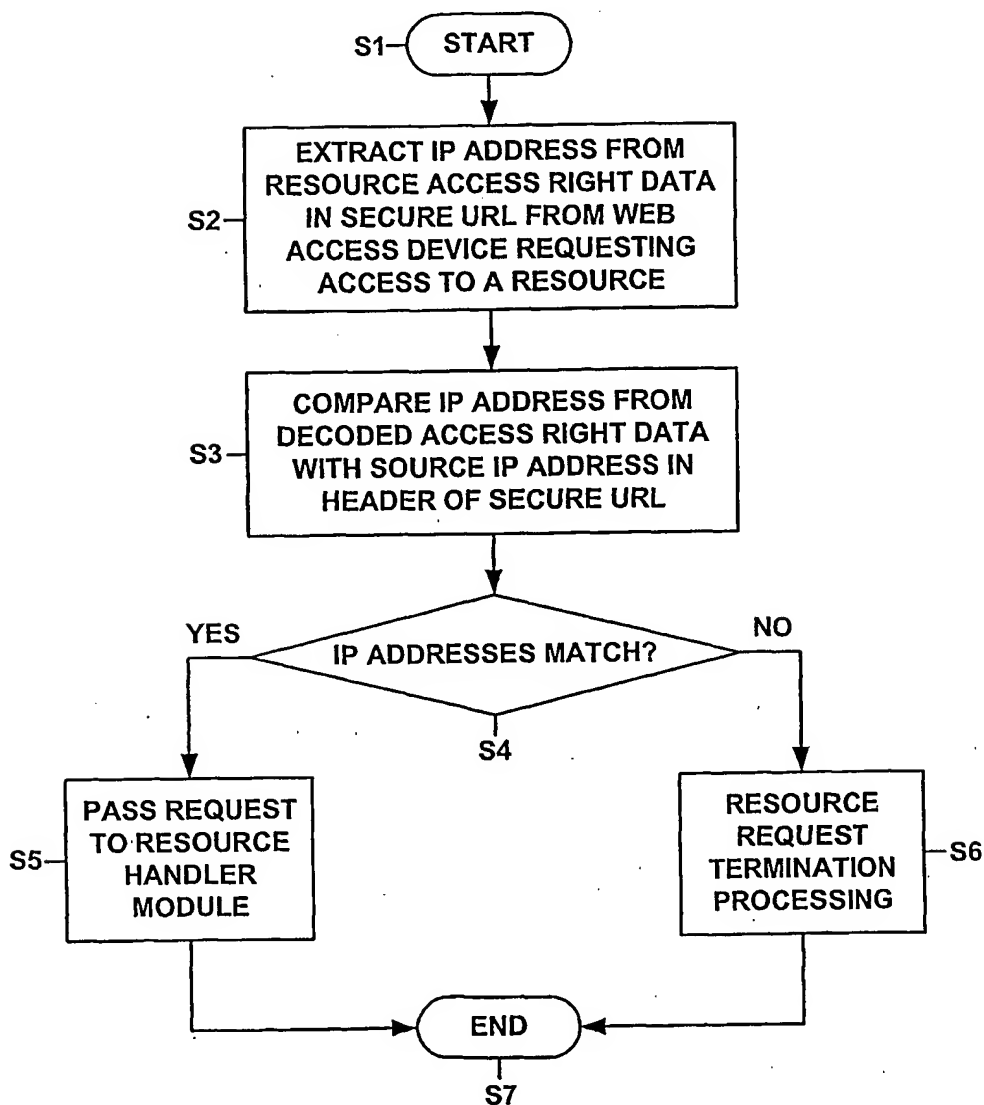 S1
START
EXTRACT IP ADDRESS FROM
RESOURCE ACCESS RIGHT DATA
IN SECURE URL FROM WEB
ACCESS DEVICE REQUESTING
ACCESS TO A RESOURCE
S2
COMPARE IP ADDRESS FROM
DECODED ACCESS RIGHT DATA
WITH SOURCE IP ADDRESS IN
HEADER OF SECURE URL
S3
YES
IP ADDRESSES MATCH?
NO
S4
PASS REQUEST
TO RESOURCE
HANDLER
MODULE
S5
RESOURCE
REQUEST
TERMINATION
PROCESSING
S6
END
S7